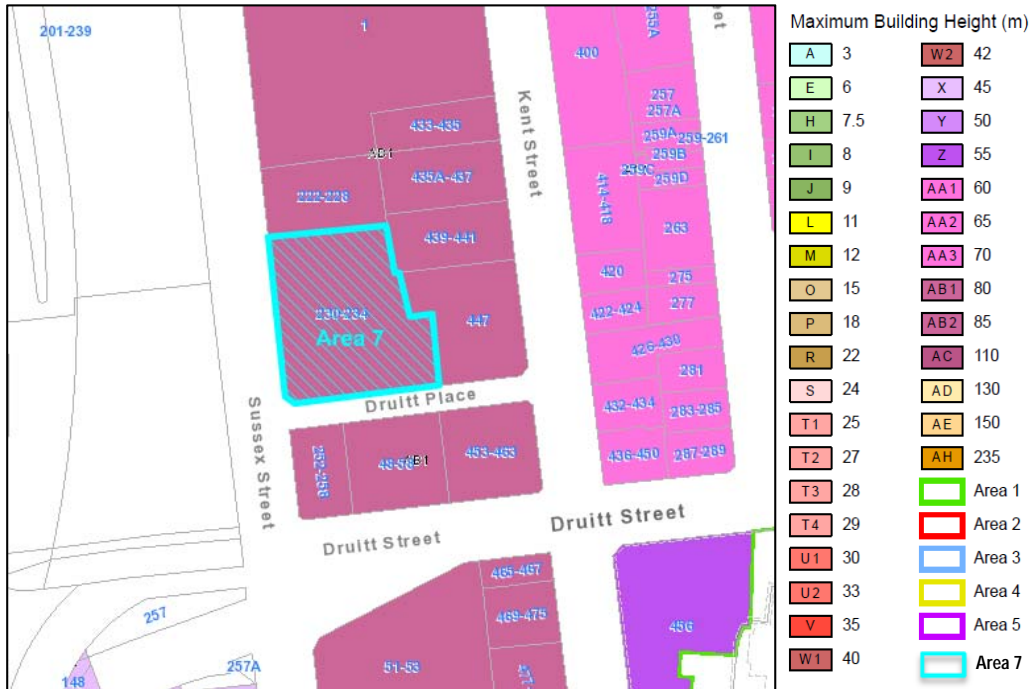 201-239
1
400
255A
257
257A
433-435
259A
259-261
AB1
259B
259C
259D
435A-437
414-418
222-228
263
439-441
420
275
230-234
447
422-424
277
Area 7
426-430
281
Druitt Place
432-434
283-285
252-258
48-58
AB1
453-463
436-450
287-289
Kent Street
Sussex Street
Druitt Street
Druitt Street
465-467
469-475
456
257
257A
148
51-53
Maximum Building Height (m)
A 3
E 6
H 7.5
I 8
J 9
L 11
M 12
O 15
P 18
R 22
S 24
T1 25
T2 27
T3 28
T4 29
U1 30
U2 33
V 35
W1 40
W2 42
X 45
Y 50
Z 55
AA1 60
AA2 65
AA3 70
AB1 80
AB2 85
AC 110
AD 130
AE 150
AH 235
Area 1
Area 2
Area 3
Area 4
Area 5
Area 7